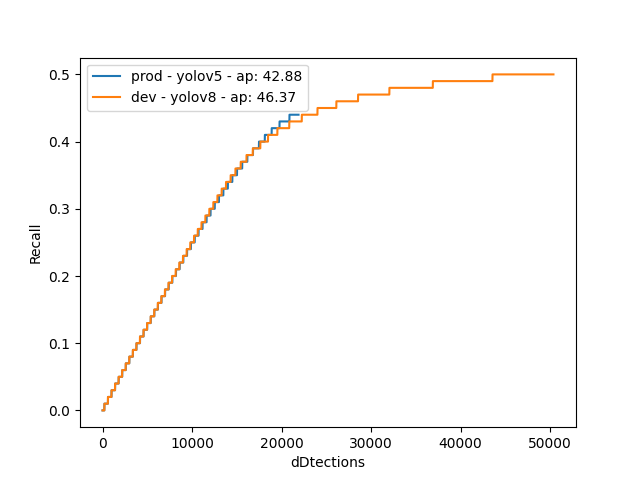 prod - yolov5 - ap: 42.88
dev - yolov8 - ap: 46.37
0.5
0.4
0.3
0.2
0.1
0.0
Recall
0 10000 20000 30000 40000 50000
dDtections